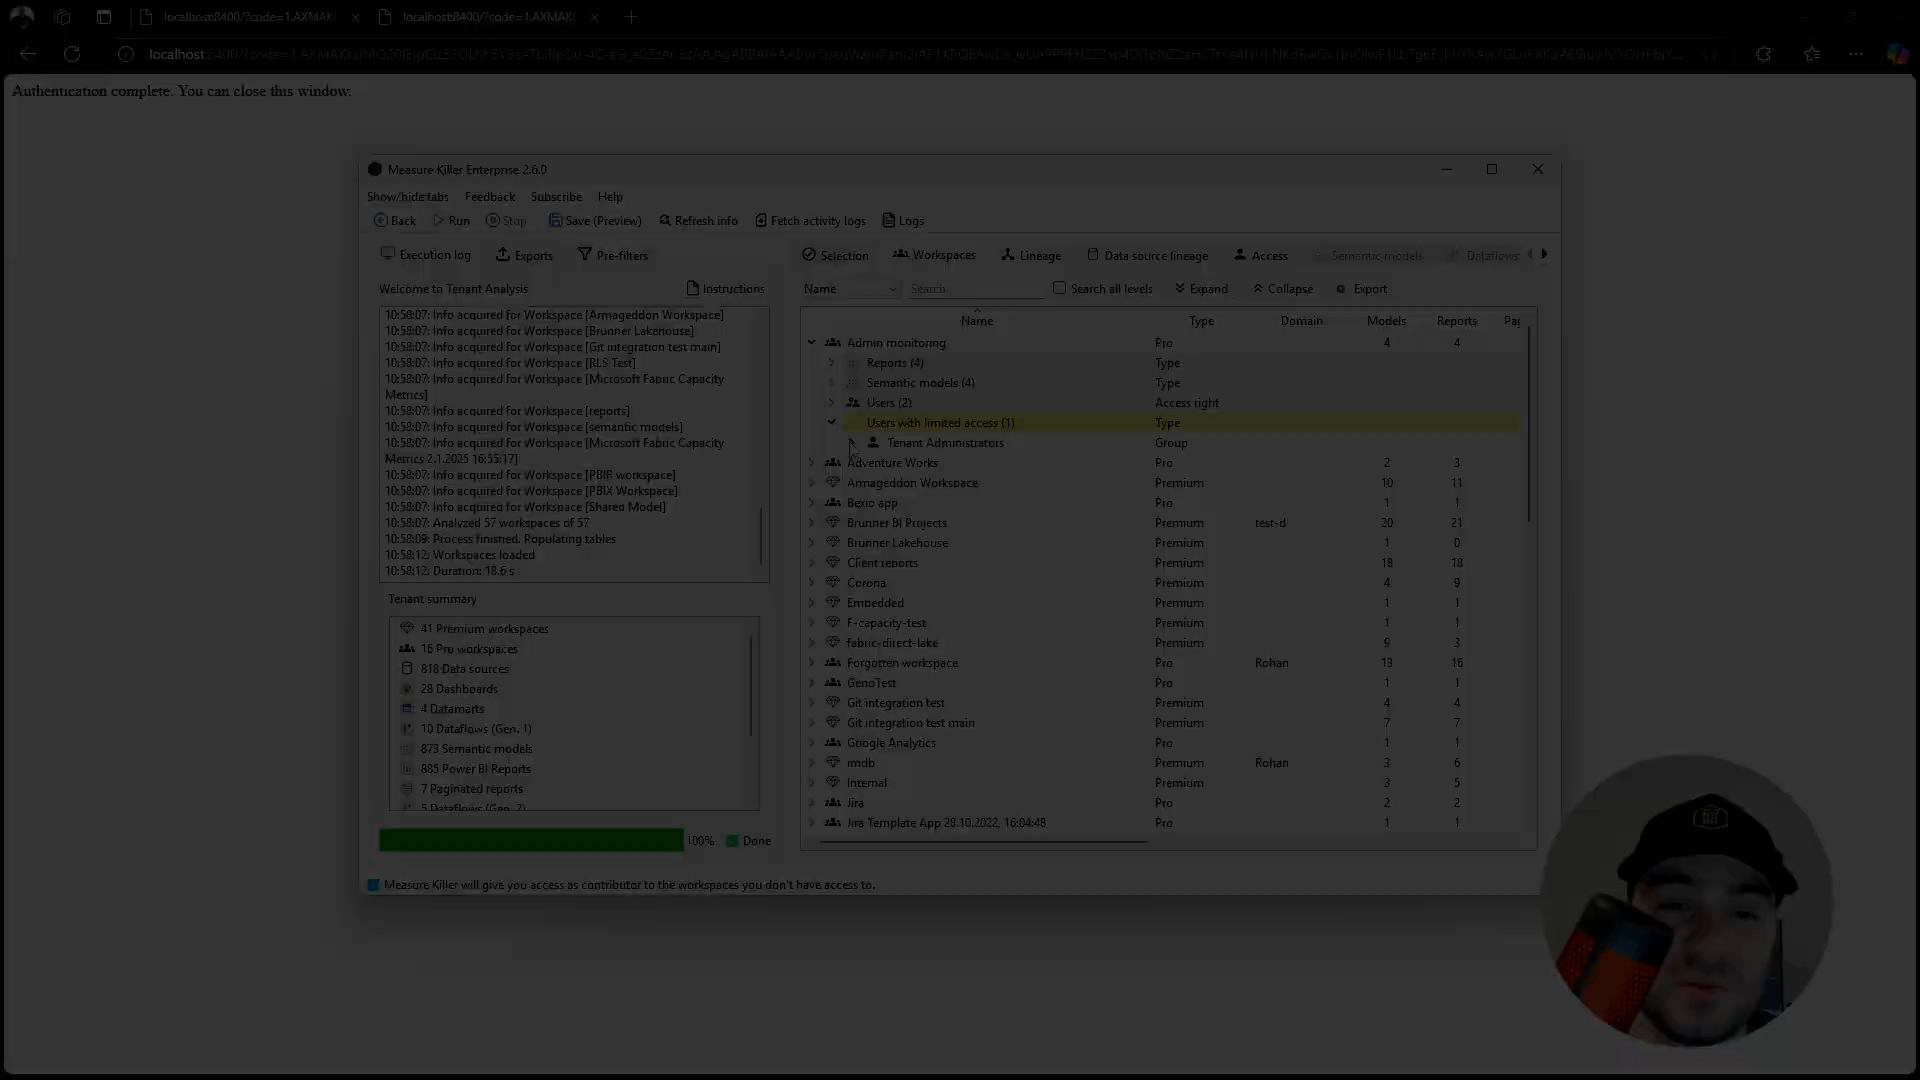 localhost:8400/?code=1.AXMAK
localhost:8400/?code=1.AXMAK
Authentication complete. You can close this window.
Measure Killer Enterprise 2.6.0
Show/hide tabs Feedback Subscribe Help
Back Run Stop Save (Preview) Refresh info Fetch activity logs Logs
Execution log Exports Pre-filters
Selection Workspaces Lineage Data source lineage Access Semantic models Dataflows
Welcome to Tenant Analysis Instructions
Name Search Search all levels Expand Collapse Export
10:58:07: Info acquired for Workspace [Armageddon Workspace]
10:58:07: Info acquired for Workspace [Brunner Lakehouse]
10:58:07: Info acquired for Workspace [Git integration test main]
10:58:07: Info acquired for Workspace [RLS Test]
10:58:07: Info acquired for Workspace [Microsoft Fabric Capacity
Metrics]
10:58:07: Info acquired for Workspace [reports]
10:58:07: Info acquired for Workspace [semantic models]
10:58:07: Info acquired for Workspace [Microsoft Fabric Capacity
Metrics 2.1.2025 16:55:17]
10:58:07: Info acquired for Workspace [PBIR workspace]
10:58:07: Info acquired for Workspace [PBIX Workspace]
10:58:07: Info acquired for Workspace [Shared Model]
10:58:07: Analyzed 57 workspaces of 57
10:58:09: Process finished. Populating tables
10:58:12: Workspaces loaded
10:58:12: Duration: 18.6 s
Tenant summary
41 Premium workspaces
16 Pro workspaces
818 Data sources
28 Dashboards
4 Datamarts
10 Dataflows (Gen. 1)
873 Semantic models
885 Power BI Reports
7 Paginated reports
5 Dataflows (Gen. 2)
100% Done
Name Type Domain Models Reports Pag
Admin monitoring Pro 4 4
Reports (4) Type
Semantic models (4) Type
Users (2) Access right
Users with limited access (1) Type
Tenant Administrators Group
Adventure Works Pro 2 3
Armageddon Workspace Premium 10 11
Bexio app Pro 1 1
Brunner BI Projects Premium test-d 20 21
Brunner Lakehouse Premium 1 0
Client reports Premium 18 18
Corona Premium 4 9
Embedded Premium 1 1
F-capacity-test Premium 1 1
fabric-direct-lake Premium 9 3
Forgotten workspace Pro Rohan 13 16
GenoTest Pro 1 1
Git integration test Premium 4 4
Git integration test main Premium 7 7
Google Analytics Pro 1 1
imdb Premium Rohan 3 6
Internal Premium 3 5
Jira Pro 2 2
Jira Template App 28.10.2022, 16:04:48 Pro 1 1
Measure Killer will give you access as contributor to the workspaces you don't have access to.